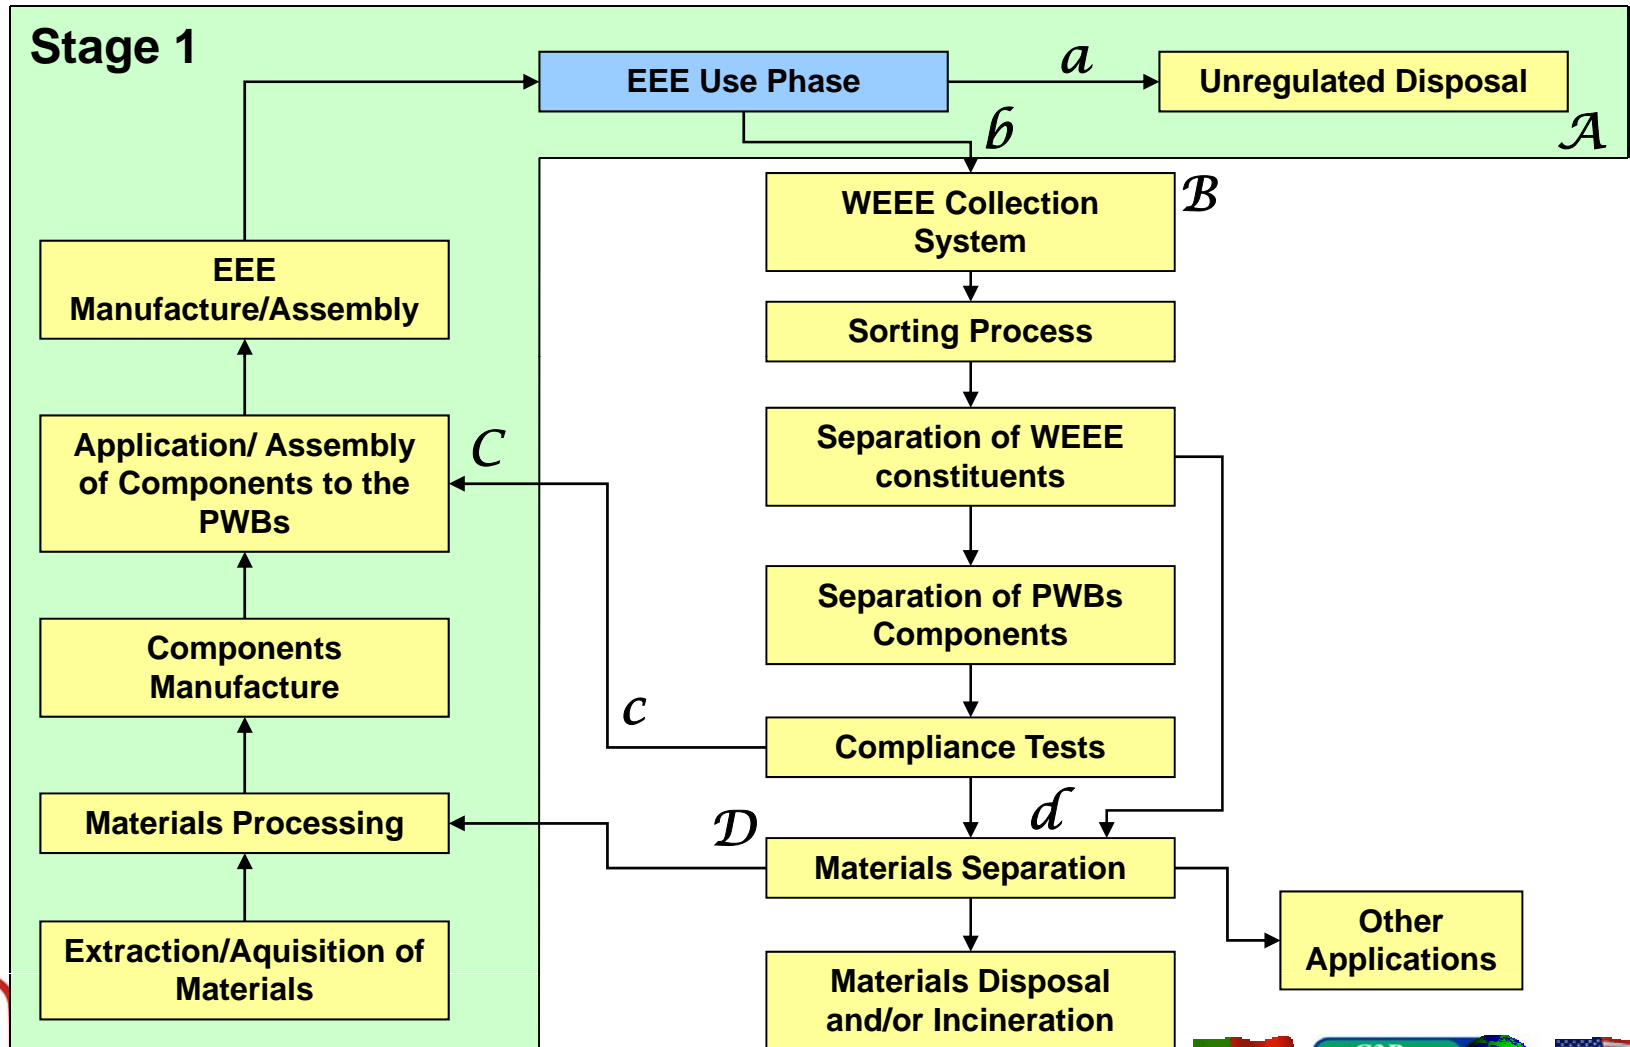 Stage 1
EEE Use Phase
a
Unregulated Disposal
A
b
WEEE Collection
System
B
EEE
Manufacture/Assembly
Sorting Process
Application/ Assembly
of Components to the
PWBs
C
Separation of WEEE
constituents
Separation of PWBs
Components
Components
Manufacture
c
Compliance Tests
Materials Processing
D
d
Materials Separation
Extraction/Aquisition of
Materials
Other
Applications
Materials Disposal
and/or Incineration